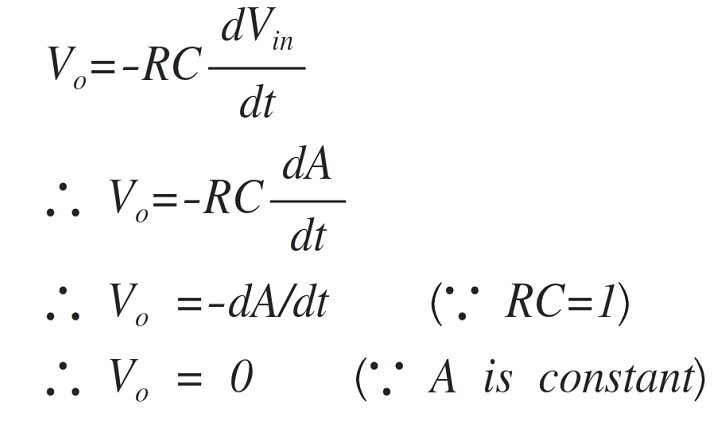 V_o=-RC dV_in/dt
∴ V_o=-RC dA/dt
∴ V_o =-dA/dt (∵ RC=1)
∴ V_o = 0 (∵ A is constant)